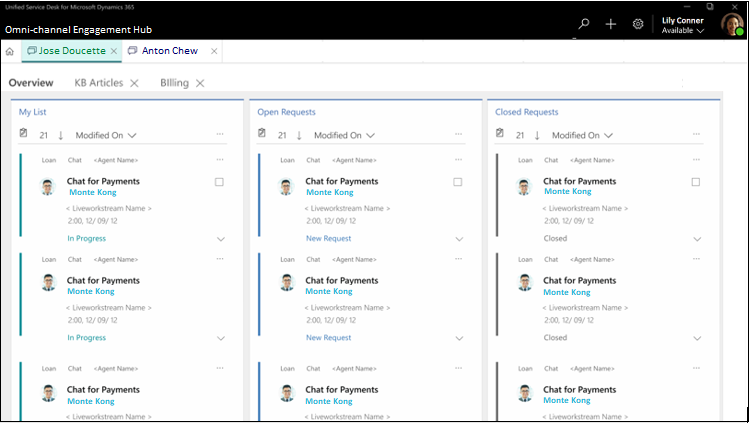 Unified Service Desk for Microsoft Dynamics 365
Omni-channel Engagement Hub
Lily Conner
Available
Jose Doucette
Anton Chew
Overview KB Articles BIlling
My List
21 Modified On
Loan Chat <Agent Name>
Chat for Payments
Monte Kong
< Liveworkstream Name >
2:00, 12/ 09/ 12
In Progress
Loan Chat <Agent Name>
Chat for Payments
Monte Kong
< Liveworkstream Name >
2:00, 12/ 09/ 12
In Progress
Loan Chat <Agent Name>
Chat for Payments
Monte Kong
< Liveworkstream Name >
Open Requests
21 Modified On
Loan Chat <Agent Name>
Chat for Payments
Monte Kong
< Liveworkstream Name >
2:00, 12/ 09/ 12
New Request
Loan Chat <Agent Name>
Chat for Payments
Monte Kong
< Liveworkstream Name >
2:00, 12/ 09/ 12
New Request
Loan Chat <Agent Name>
Chat for Payments
Monte Kong
< Liveworkstream Name >
Closed Requests
21 Modified On
Loan Chat <Agent Name>
Chat for Payments
Monte Kong
< Liveworkstream Name >
2:00, 12/ 09/ 12
Closed
Loan Chat <Agent Name>
Chat for Payments
Monte Kong
< Liveworkstream Name >
2:00, 12/ 09/ 12
Closed
Loan Chat <Agent Name>
Chat for Payments
Monte Kong
< Liveworkstream Name >